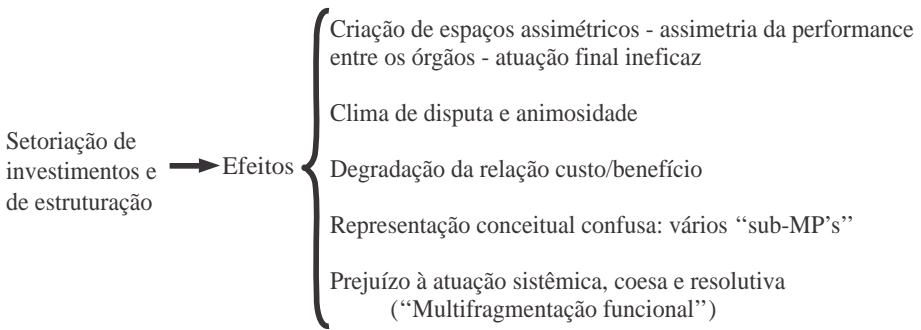 Criação de espaços assimétricos - assimetria da performance
entre os órgãos - atuação final ineficaz
Clima de disputa e animosidade
Setoriação de
investimentos e
de estruturação
Efeitos
Degradação da relação custo/benefício
Representação conceitual confusa: vários ‘‘sub-MP’s’’
Prejuízo à atuação sistêmica, coesa e resolutiva
(‘‘Multifragmentação funcional’’)